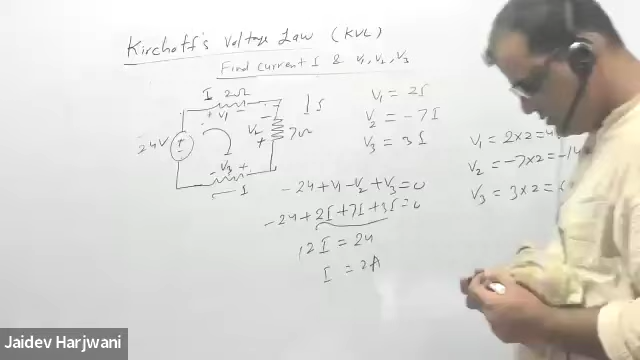 Kirchoff's Voltage Law (KVL)
Find Current I & V1, V2, V3
I 2Ω
+ V1 -
I
24V
V2
-
+
7Ω
- V3 +
I
V1 = 2I
V2 = -7I
V3 = 3I
-24+V1-V2+V3=0
-24+2I+7I+3I=0
12I = 24
I = 2A
V1 = 2×2=4
V2 = -7×2=-14
V3 = 3×2=
Jaidev Harjwani